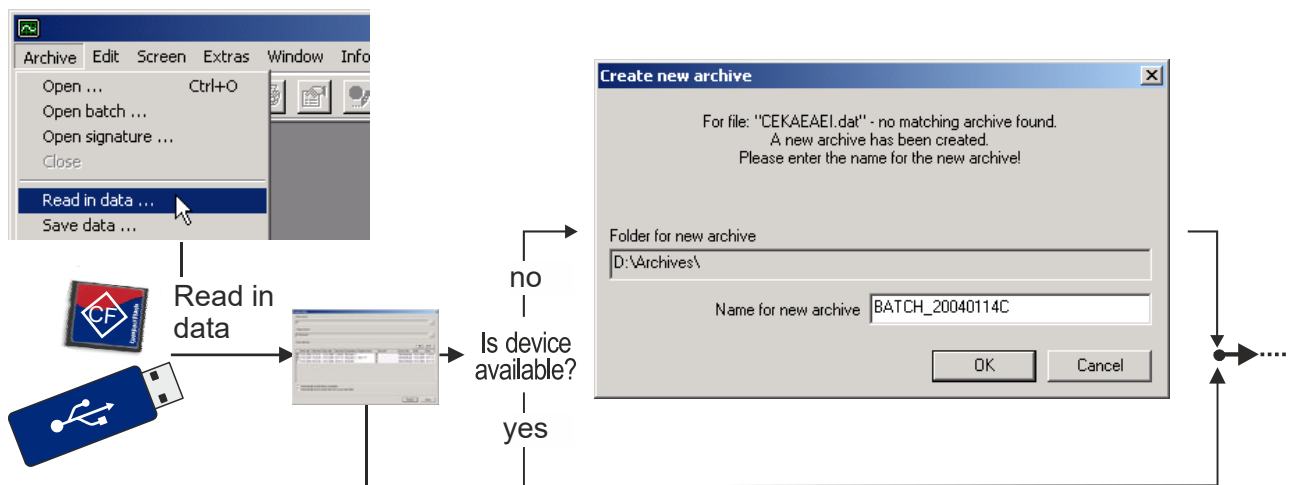 Archive Edit Screen Extras Window Info
Open ... Ctrl+O
Open batch ...
Open signature ...
Close
Read in data ...
Save data ...
CF
CompactFlash
Read in
data
no
Is device
available?
yes
Create new archive
For file: "CEKAEAEI.dat" - no matching archive found.
A new archive has been created.
Please enter the name for the new archive!
Folder for new archive
D:\Archives\
Name for new archive BATCH_20040114C
OK Cancel